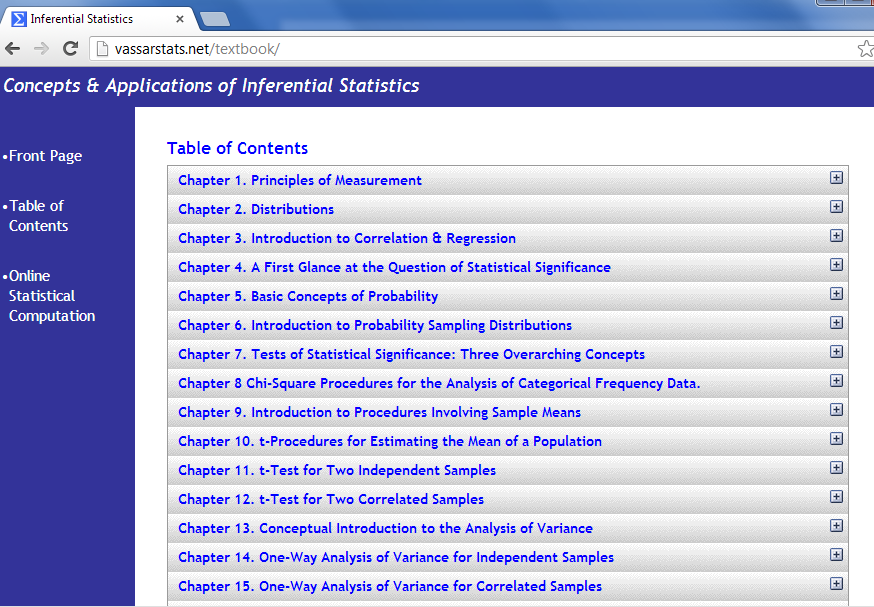 Inferential Statistics
vassarstats.net/textbook/
Concepts & Applications of Inferential Statistics
•Front Page
•Table of
Contents
•Online
Statistical
Computation
Table of Contents
Chapter 1. Principles of Measurement
Chapter 2. Distributions
Chapter 3. Introduction to Correlation & Regression
Chapter 4. A First Glance at the Question of Statistical Significance
Chapter 5. Basic Concepts of Probability
Chapter 6. Introduction to Probability Sampling Distributions
Chapter 7. Tests of Statistical Significance: Three Overarching Concepts
Chapter 8 Chi-Square Procedures for the Analysis of Categorical Frequency Data.
Chapter 9. Introduction to Procedures Involving Sample Means
Chapter 10. t-Procedures for Estimating the Mean of a Population
Chapter 11. t-Test for Two Independent Samples
Chapter 12. t-Test for Two Correlated Samples
Chapter 13. Conceptual Introduction to the Analysis of Variance
Chapter 14. One-Way Analysis of Variance for Independent Samples
Chapter 15. One-Way Analysis of Variance for Correlated Samples